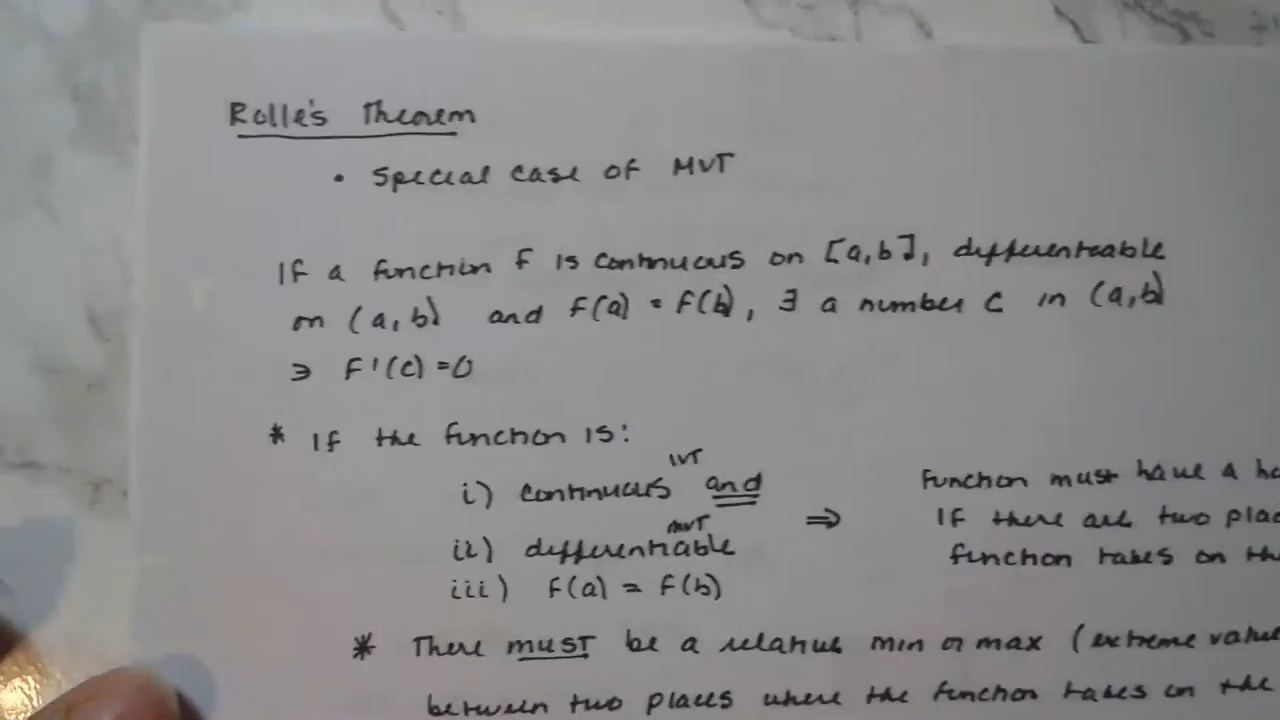 Rolle's Theorem
• Special case of MVT
If a function f is continuous on [a,b], differentiable
on (a,b) and f(a) = f(b), ∃ a number c in (a,b)
∋ f'(c) = 0
* If the function is:
i) continuous IVT and
ii) differentiable MVT
iii) f(a) = f(b)
⇒ Function must have a
If there are two
function takes on
* There must be a relative min or max (extreme
between two places where the function takes on the